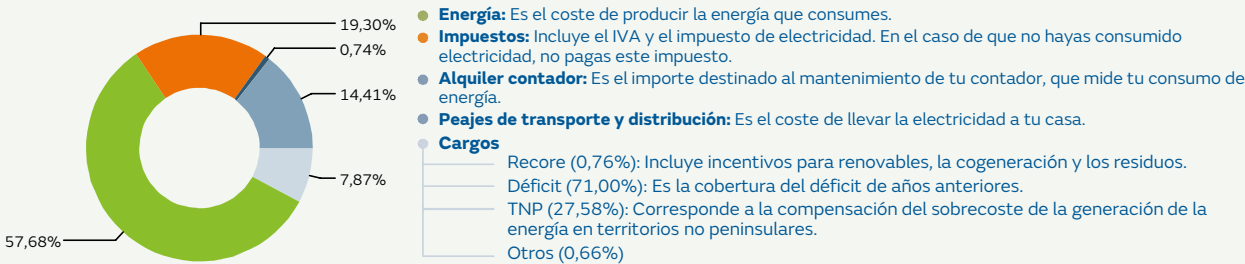 19,30%
0,74%
14,41%
7,87%
57,68%
Energía: Es el coste de producir la energía que consumes.
Impuestos: Incluye el IVA y el impuesto de electricidad. En el caso de que no hayas consumido
electricidad, no pagas este impuesto.
Alquiler contador: Es el importe destinado al mantenimiento de tu contador, que mide tu consumo de
energía.
Peajes de transporte y distribución: Es el coste de llevar la electricidad a tu casa.
Cargos
Recore (0,76%): Incluye incentivos para renovables, la cogeneración y los residuos.
Déficit (71,00%): Es la cobertura del déficit de años anteriores.
TNP (27,58%): Corresponde a la compensación del sobrecoste de la generación de la
energía en territorios no peninsulares.
Otros (0,66%)